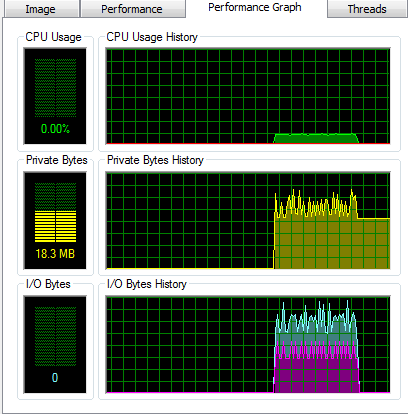 Image Performance Performance Graph Threads
CPU Usage CPU Usage History
0.00%
Private Bytes Private Bytes History
18.3 MB
I/O Bytes I/O Bytes History
0